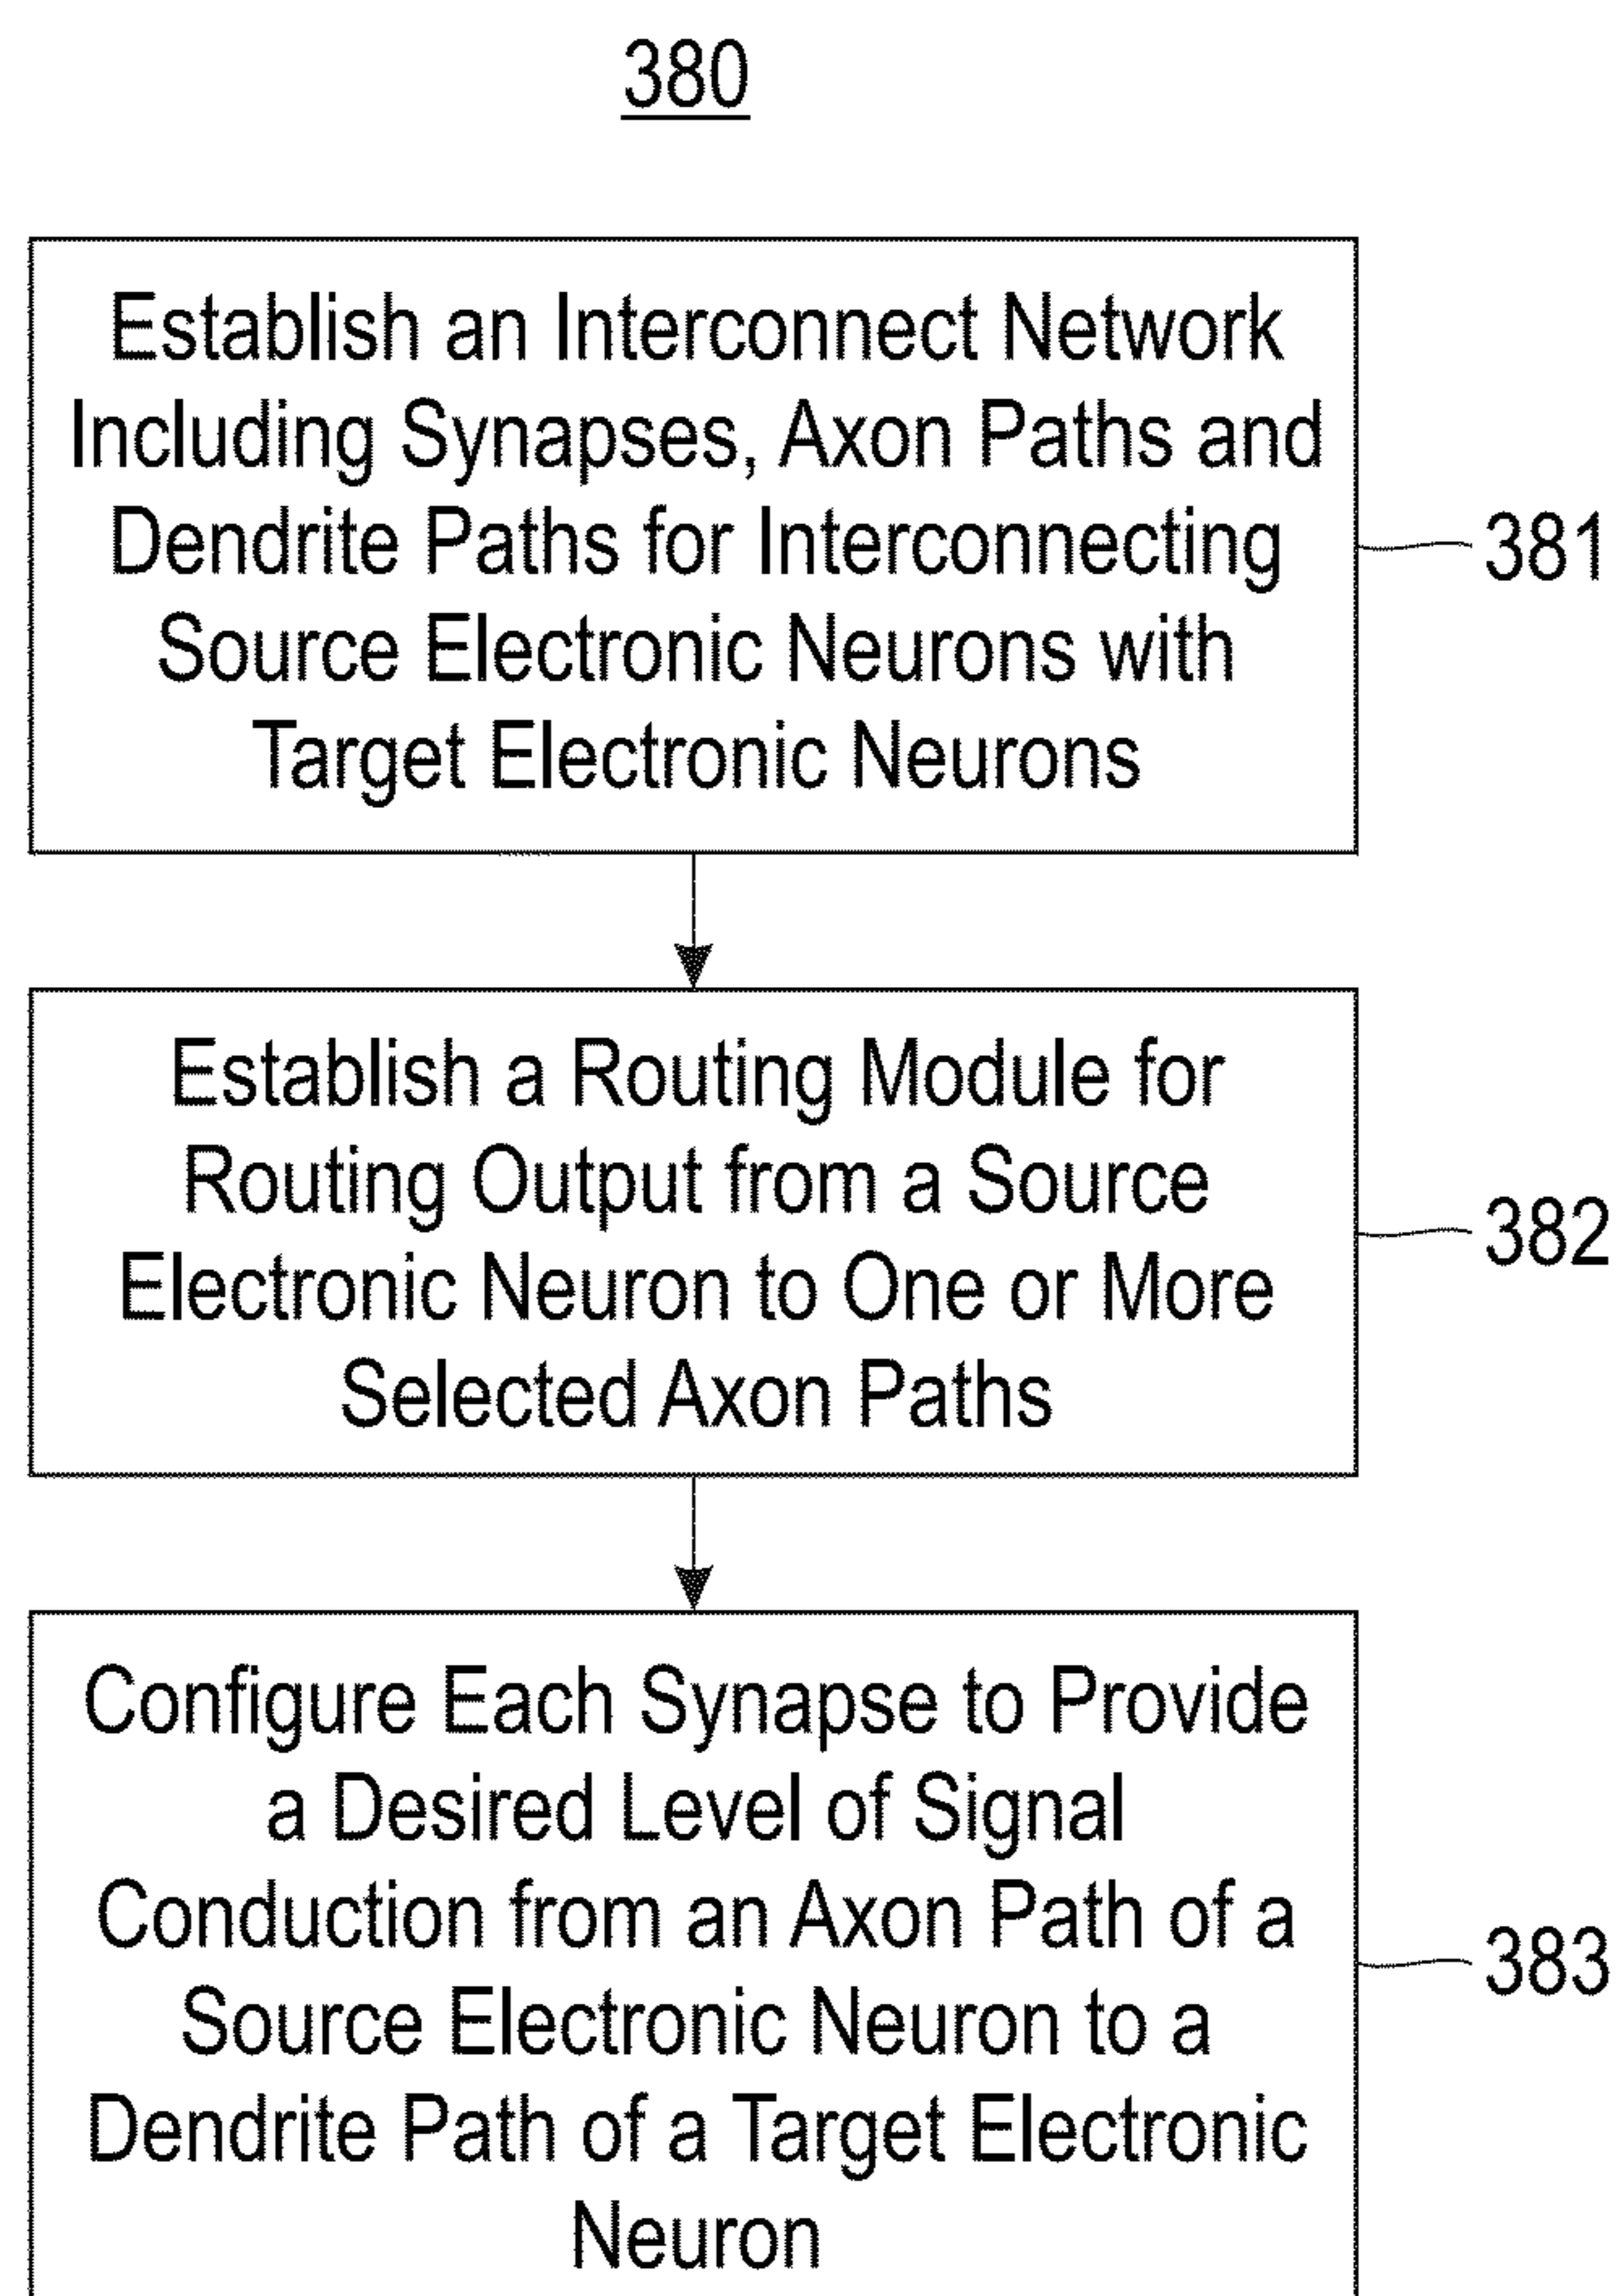 380
Establish an Interconnect Network
Including Synapses, Axon Paths and
Dendrite Paths for Interconnecting
Source Electronic Neurons with
Target Electronic Neurons
381
Establish a Routing Module for
Routing Output from a Source
Electronic Neuron to One or More
Selected Axon Paths
382
Configure Each Synapse to Provide
a Desired Level of Signal
Conduction from an Axon Path of a
Source Electronic Neuron to a
Dendrite Path of a Target Electronic
Neuron
383